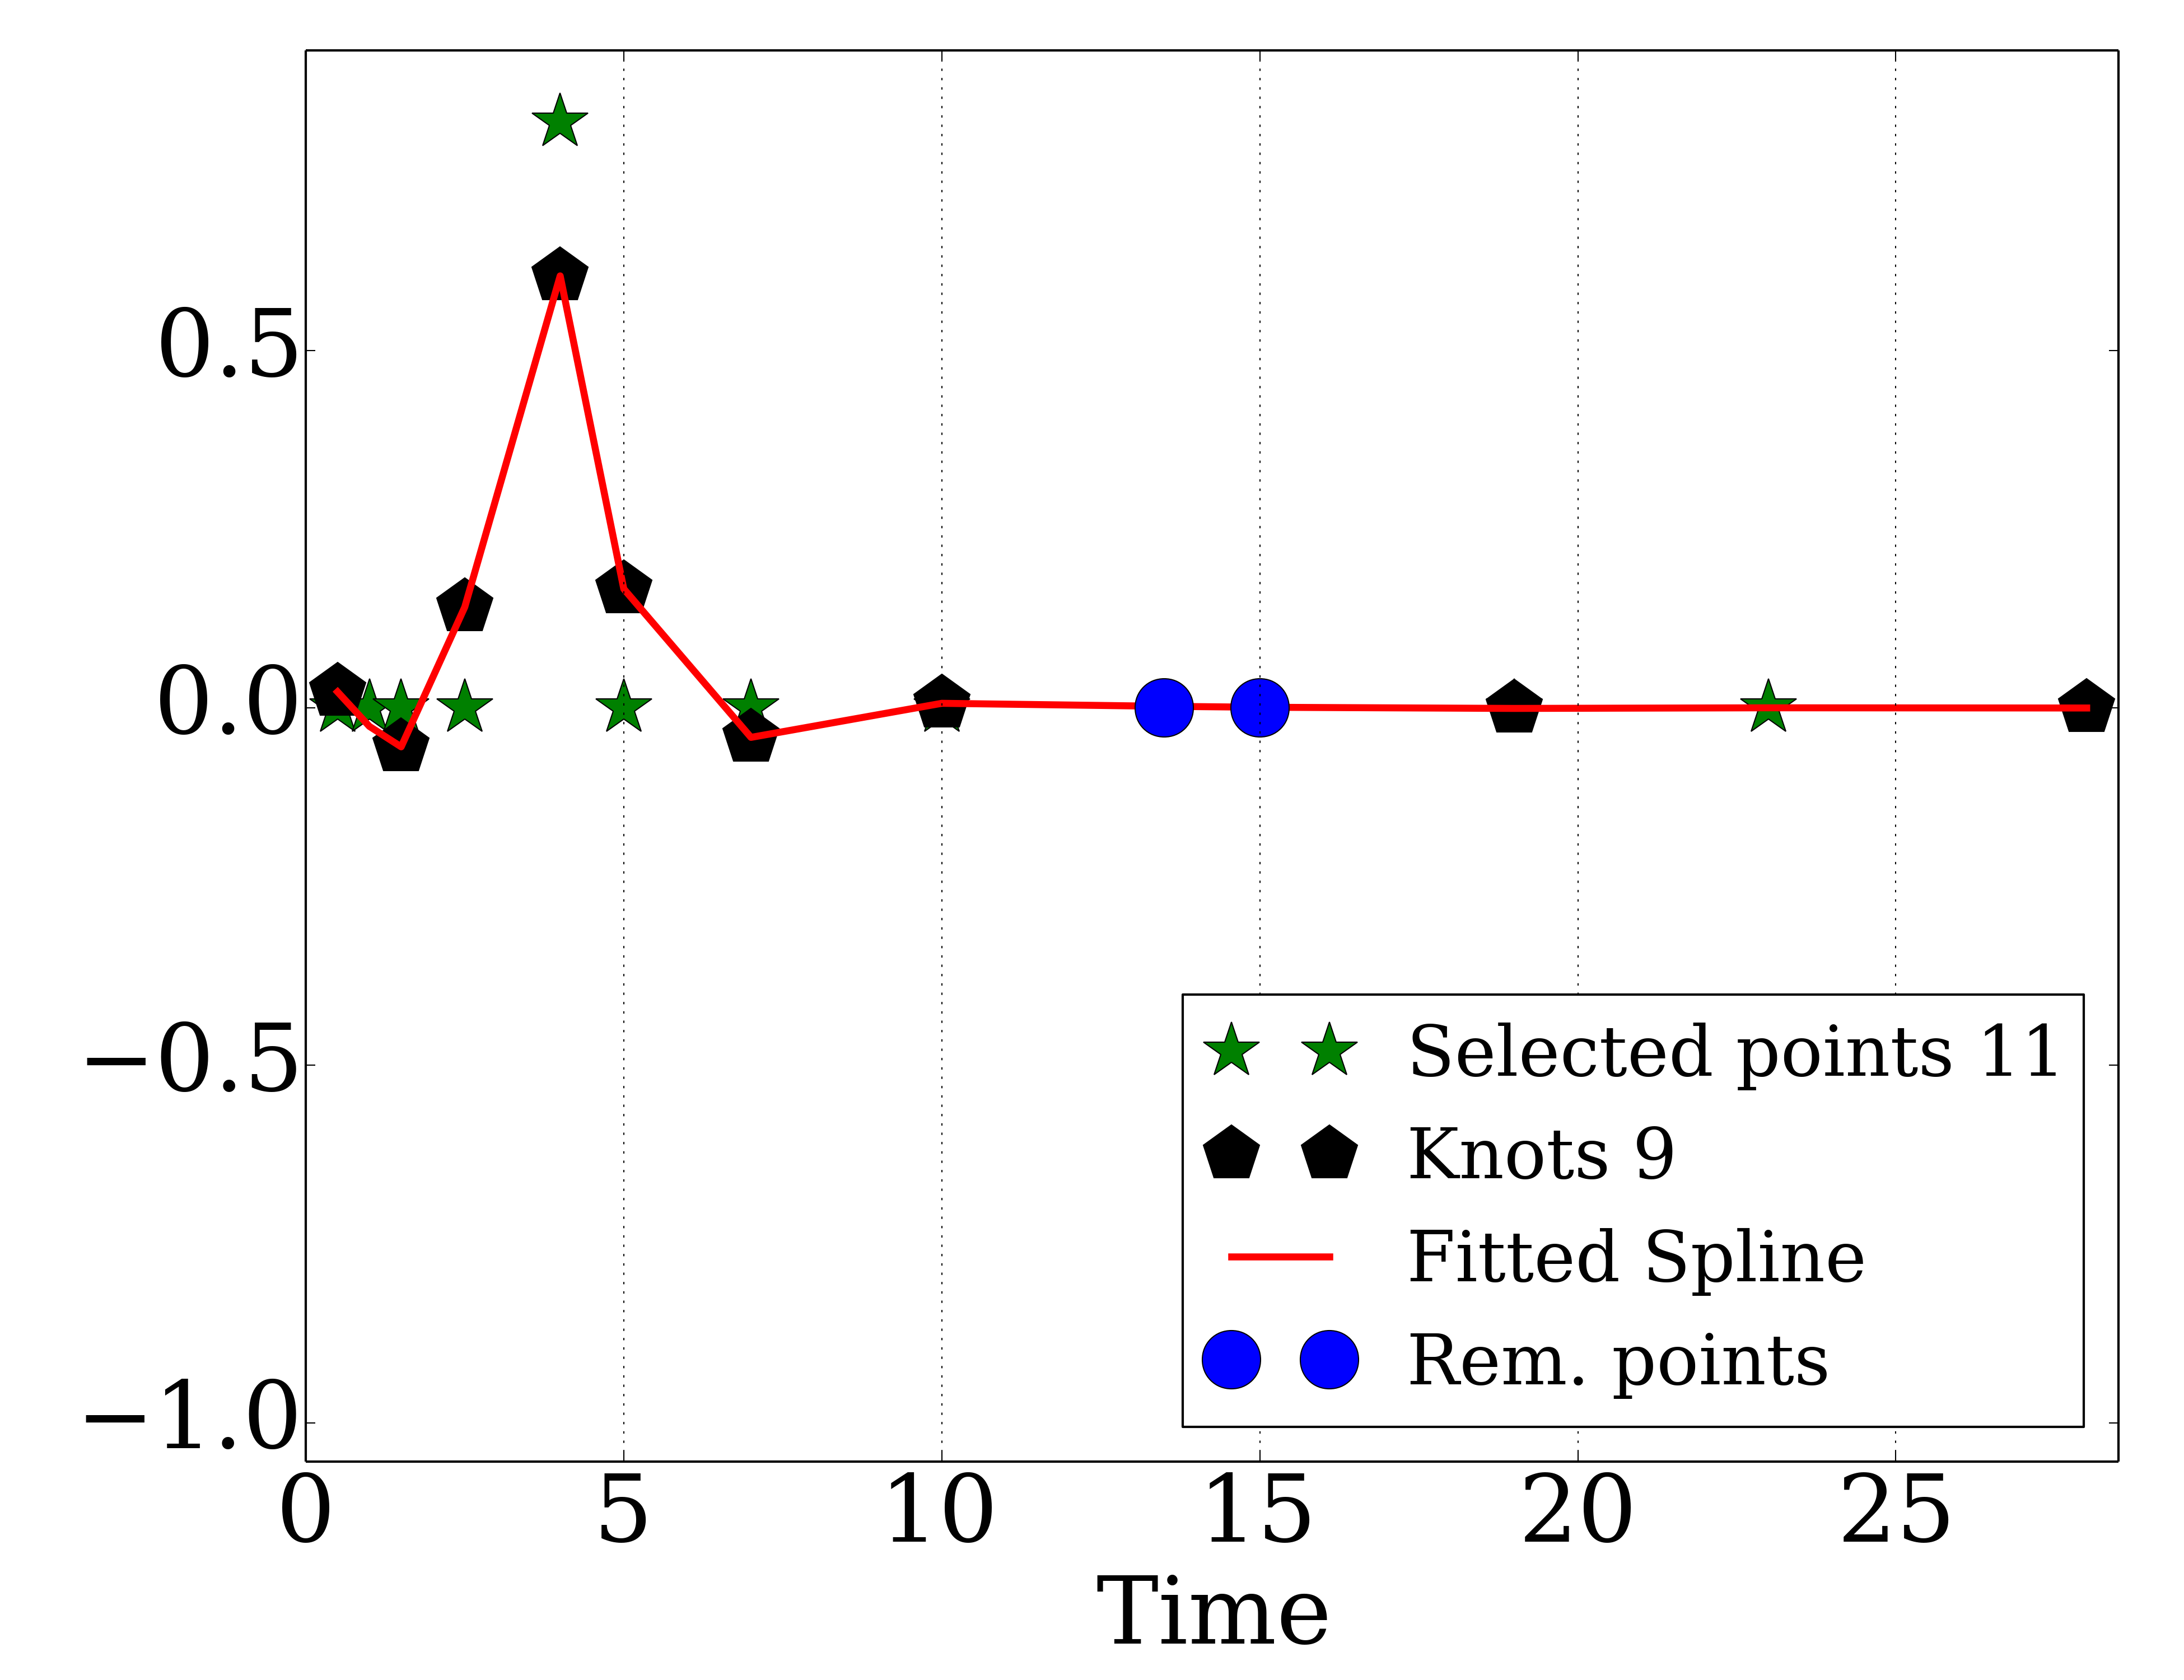 0.5
0.0
−0.5
−1.0
0 5 10 15 20 25
Time
Selected points 11
Knots 9
Fitted Spline
Rem. points